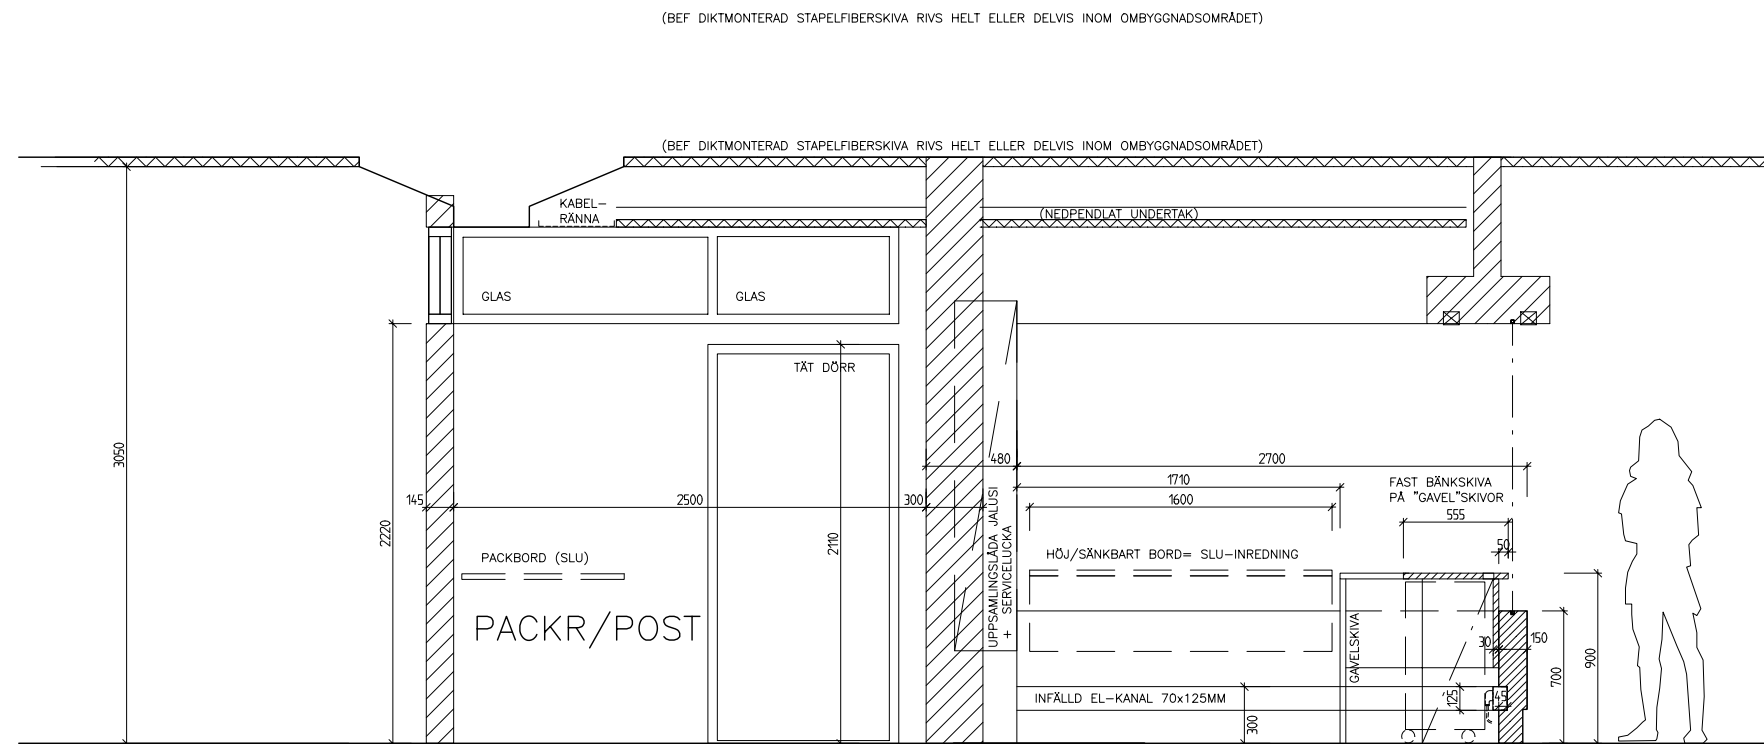 (BEF DIKTMONTERAD STAPELFIBERSKIVA RIVS HELT ELLER DELVIS INOM OMBYGGNADSOMRÅDET)
(BEF DIKTMONTERAD STAPELFIBERSKIVA RIVS HELT ELLER DELVIS INOM OMBYGGNADSOMRÅDET)
KABEL-
RÄNNA
(NEDPENDLAT UNDERTAK)
GLAS
GLAS
TÄT DÖRR
3050
480
2700
1710
FAST BÄNKSKIVA
PÅ "GAVEL"SKIVOR
145
2500
300
1600
555
2220
2110
50
PACKBORD (SLU)
HÖJ/SÄNKBART BORD= SLU-INREDNING
UPPSAMLINGSLÅDA JALUSI
+ SERVICELUCKA
PACKR/POST
GAVELSKIVA
30
150
900
700
INFÄLLD EL-KANAL 70x125MM
125
45
300